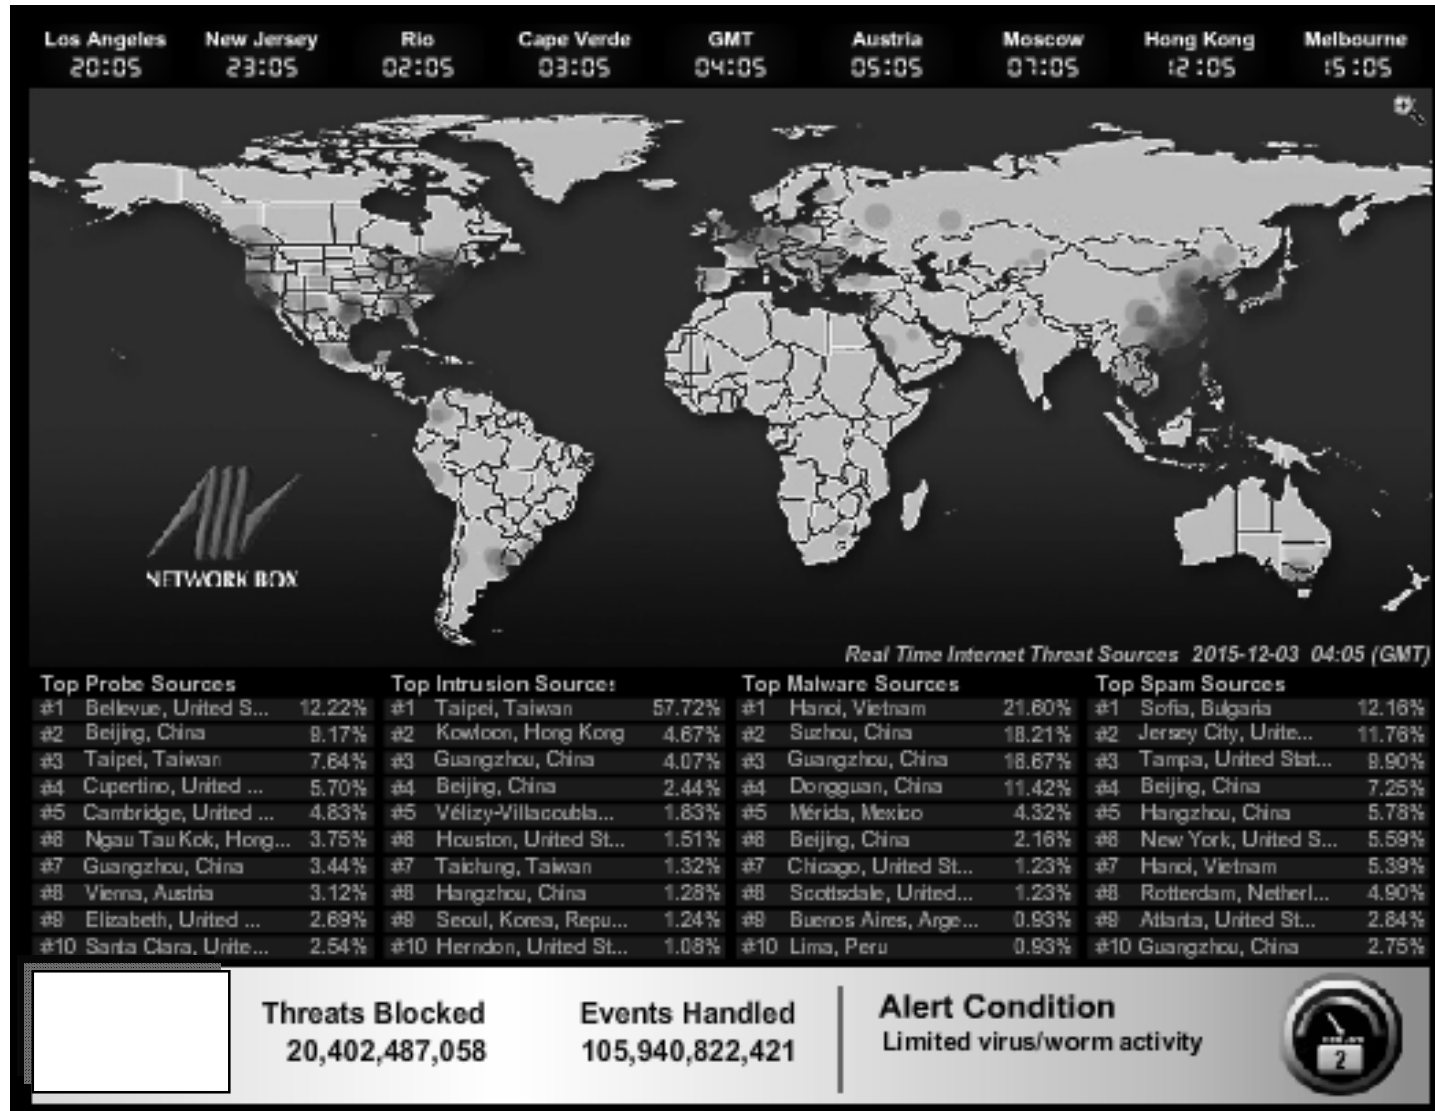 Los Angeles New Jersey Rio Cape Verde GMT Austria Moscow Hong Kong Melbourne
20:05 23:05 02:05 03:05 04:05 05:05 07:05 12:05 15:05
NETWORK BOX
Real Time Internet Threat Sources 2015-12-03 04:05 (GMT)
Top Probe Sources
#1 Bellevue, United S... 12.22%
#2 Beijing, China 9.17%
#3 Taipei, Taiwan 7.64%
#4 Cupertino, United ... 5.70%
#5 Cambridge, United ... 4.83%
#6 Ngau Tau Kok, Hong... 3.75%
#7 Guangzhou, China 3.44%
#8 Vienna, Austria 3.12%
#9 Elizabeth, United ... 2.69%
#10 Santa Clara, Unite... 2.54%
Top Intrusion Sources
#1 Taipei, Taiwan 57.72%
#2 Kowloon, Hong Kong 4.67%
#3 Guangzhou, China 4.07%
#4 Beijing, China 2.44%
#5 Vélizy-Villacoubla... 1.83%
#6 Houston, United St... 1.51%
#7 Taichung, Taiwan 1.32%
#8 Hangzhou, China 1.28%
#9 Seoul, Korea, Repu... 1.24%
#10 Herndon, United St... 1.08%
Top Malware Sources
#1 Hanoi, Vietnam 21.60%
#2 Suzhou, China 18.21%
#3 Guangzhou, China 16.67%
#4 Dongguan, China 11.42%
#5 Mérida, Mexico 4.32%
#6 Beijing, China 2.16%
#7 Chicago, United St... 1.23%
#8 Scottsdale, United... 1.23%
#9 Buenos Aires, Arge... 0.93%
#10 Lima, Peru 0.93%
Top Spam Sources
#1 Sofia, Bulgaria 12.16%
#2 Jersey City, Unite... 11.76%
#3 Tampa, United Stat... 9.90%
#4 Beijing, China 7.25%
#5 Hangzhou, China 5.78%
#6 New York, United S... 5.59%
#7 Hanoi, Vietnam 5.39%
#8 Rotterdam, Netherl... 4.90%
#9 Atlanta, United St... 2.84%
#10 Guangzhou, China 2.75%
Threats Blocked
20,402,487,058
Events Handled
105,940,822,421
Alert Condition
Limited virus/worm activity
2